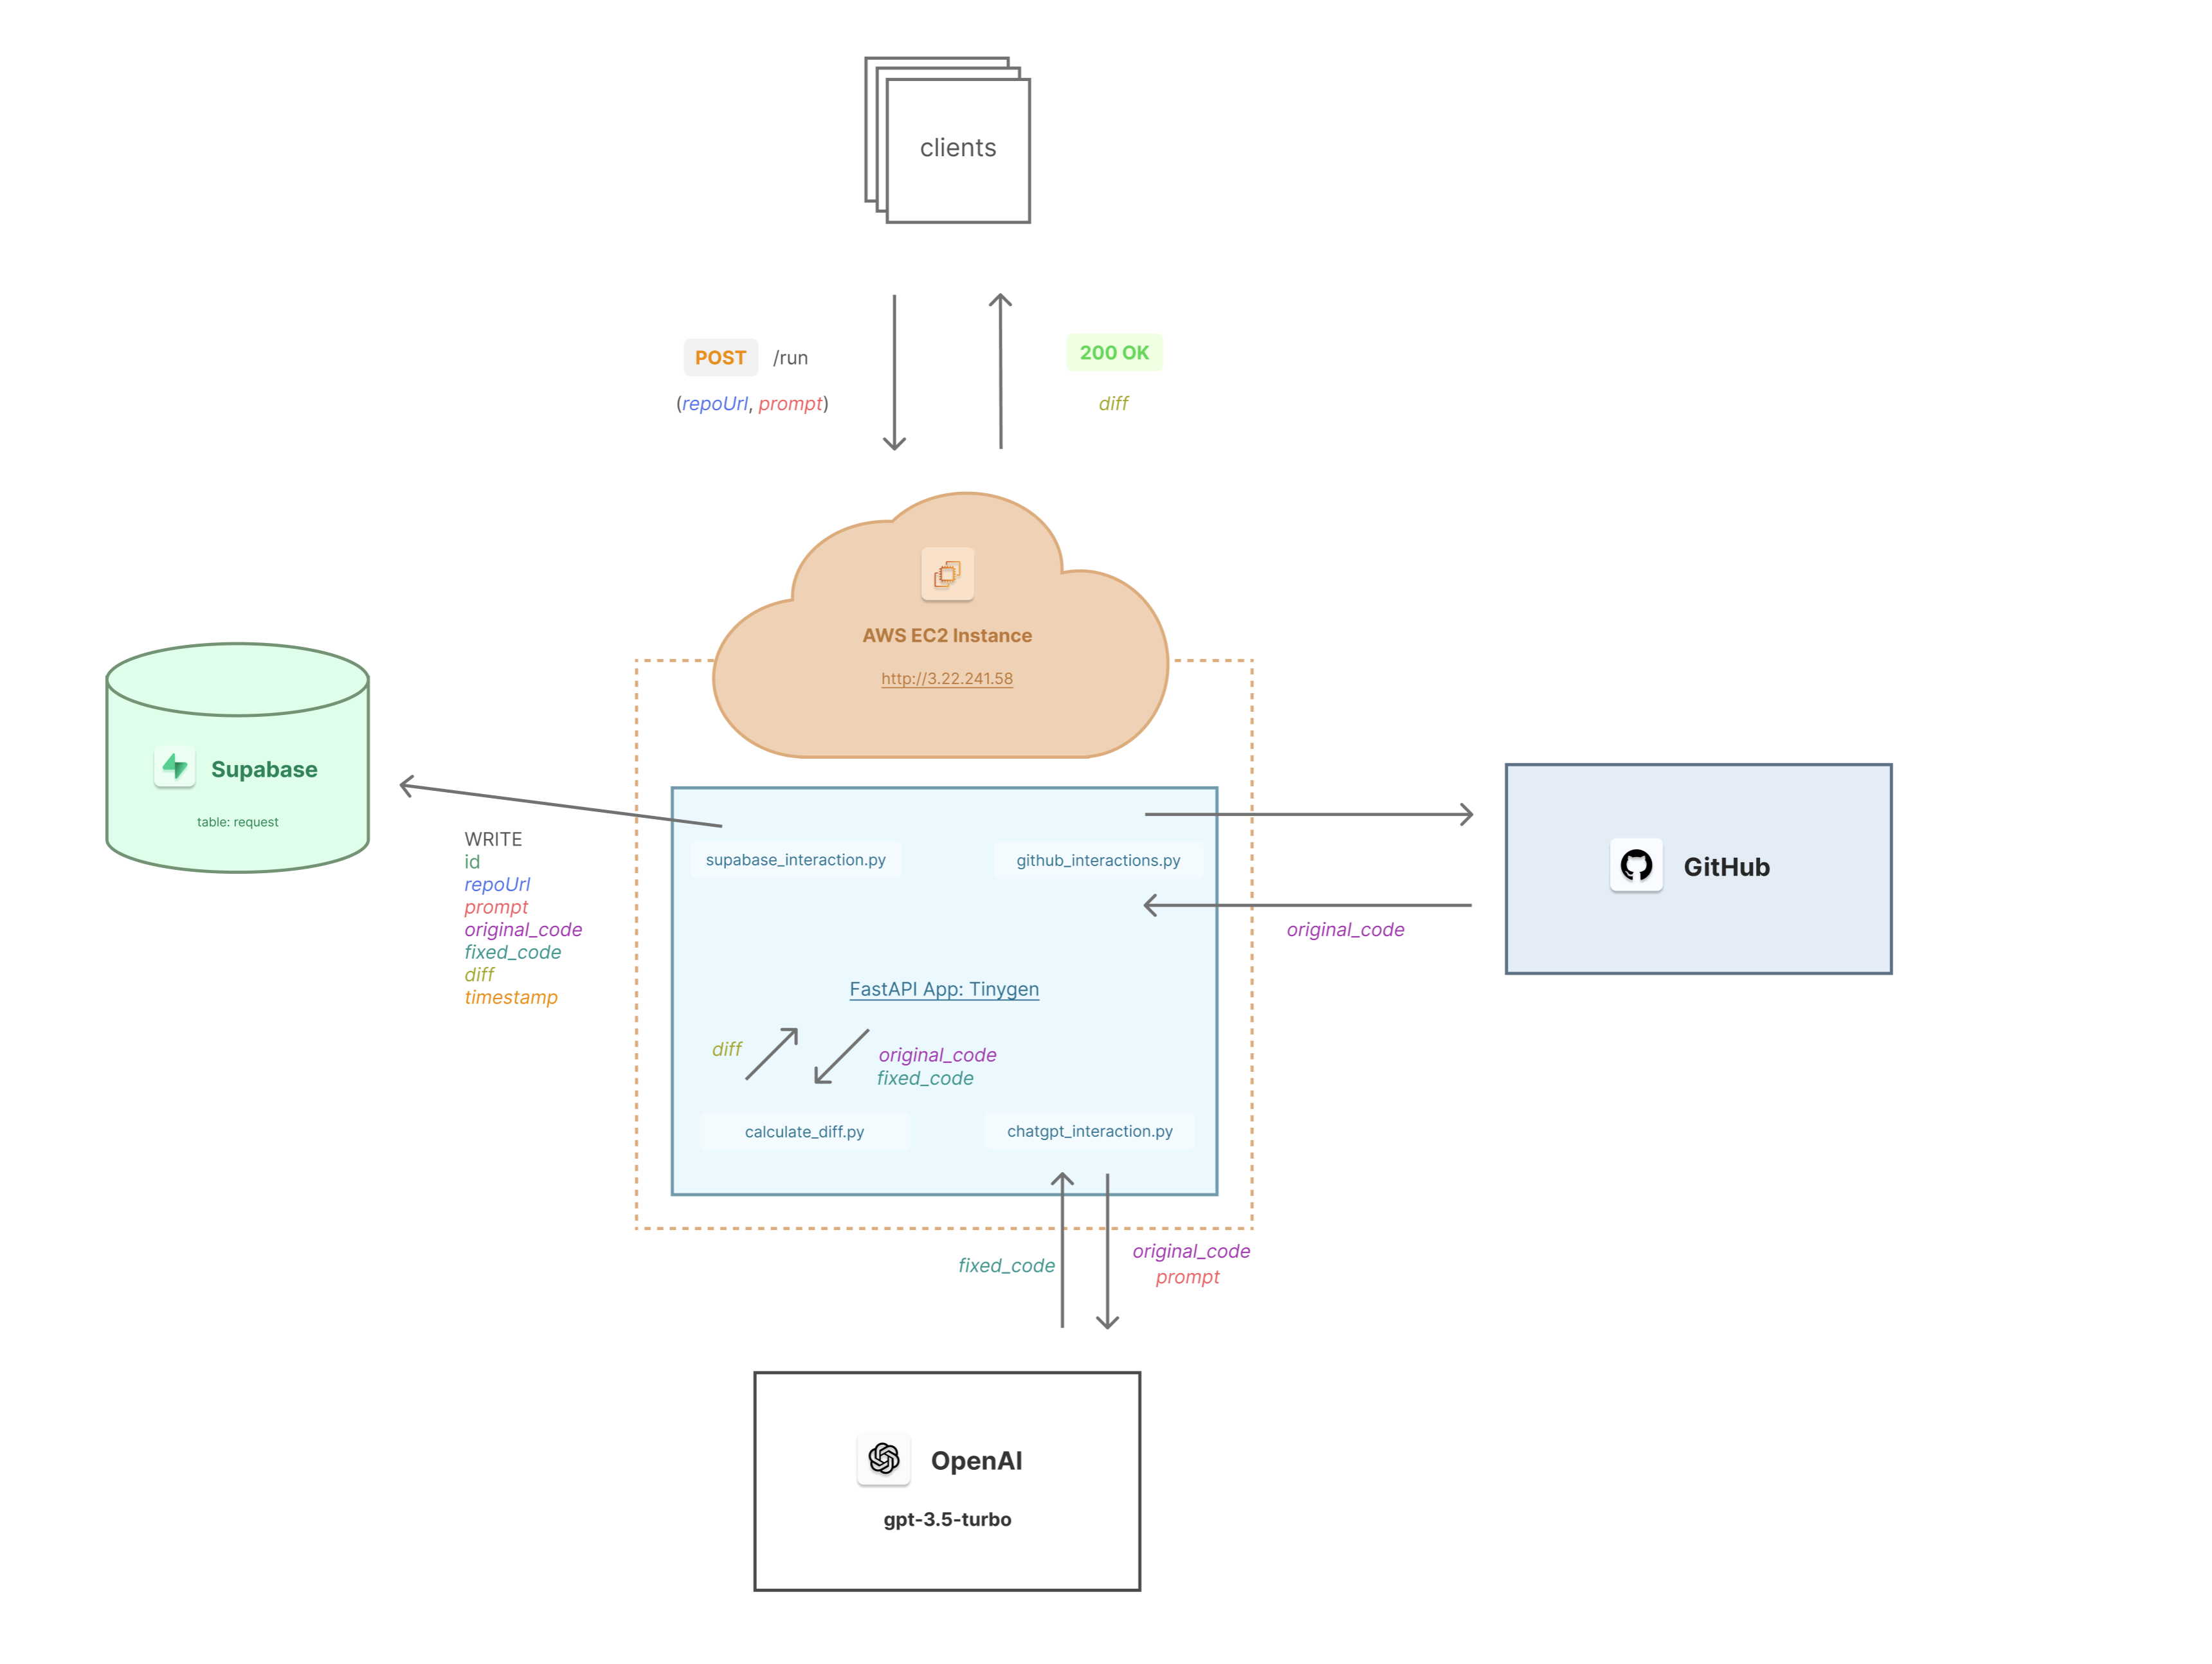 clients
POST /run
(repoUrl, prompt)
200 OK
diff
AWS EC2 Instance
http://3.22.241.58
Supabase
table: request
WRITE
id
repoUrl
prompt
original_code
fixed_code
diff
timestamp
supabase_interaction.py
github_interactions.py
GitHub
original_code
FastAPI App: Tinygen
diff
original_code
fixed_code
calculate_diff.py
chatgpt_interaction.py
fixed_code
original_code
prompt
OpenAI
gpt-3.5-turbo